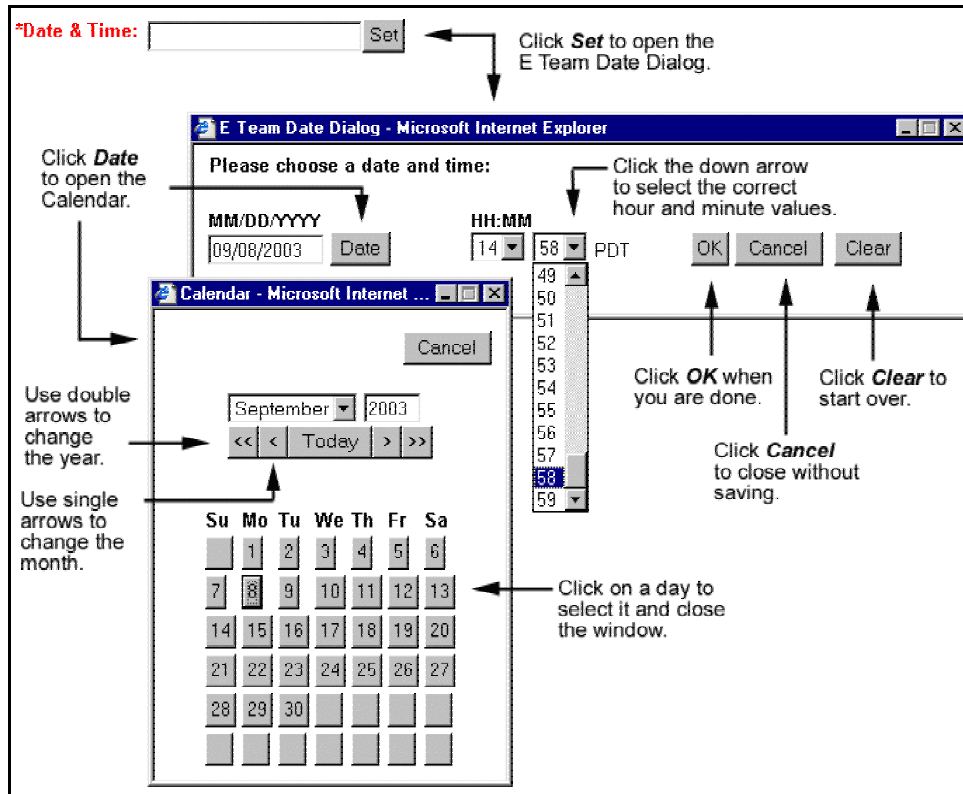 *Date & Time:
Set
Click Set to open the
E Team Date Dialog.
E Team Date Dialog - Microsoft Internet Explorer
Click Date
to open the
Calendar.
Please choose a date and time:
Click the down arrow
to select the correct
hour and minute values.
MM/DD/YYYY
HH:MM
09/08/2003 Date 14 58 PDT OK Cancel Clear
49
50
51
52
53
54
55
56
57
58
59
Calendar - Microsoft Internet ...
Cancel
Click OK when
you are done.
Click Clear to
start over.
Click Cancel
to close without
saving.
Use double
arrows to
change
the year.
September 2003
<< < Today > >>
Use single
arrows to
change the
month.
Su Mo Tu We Th Fr Sa
1 2 3 4 5 6
7 8 9 10 11 12 13
14 15 16 17 18 19 20
21 22 23 24 25 26 27
28 29 30
Click on a day to
select it and close
the window.